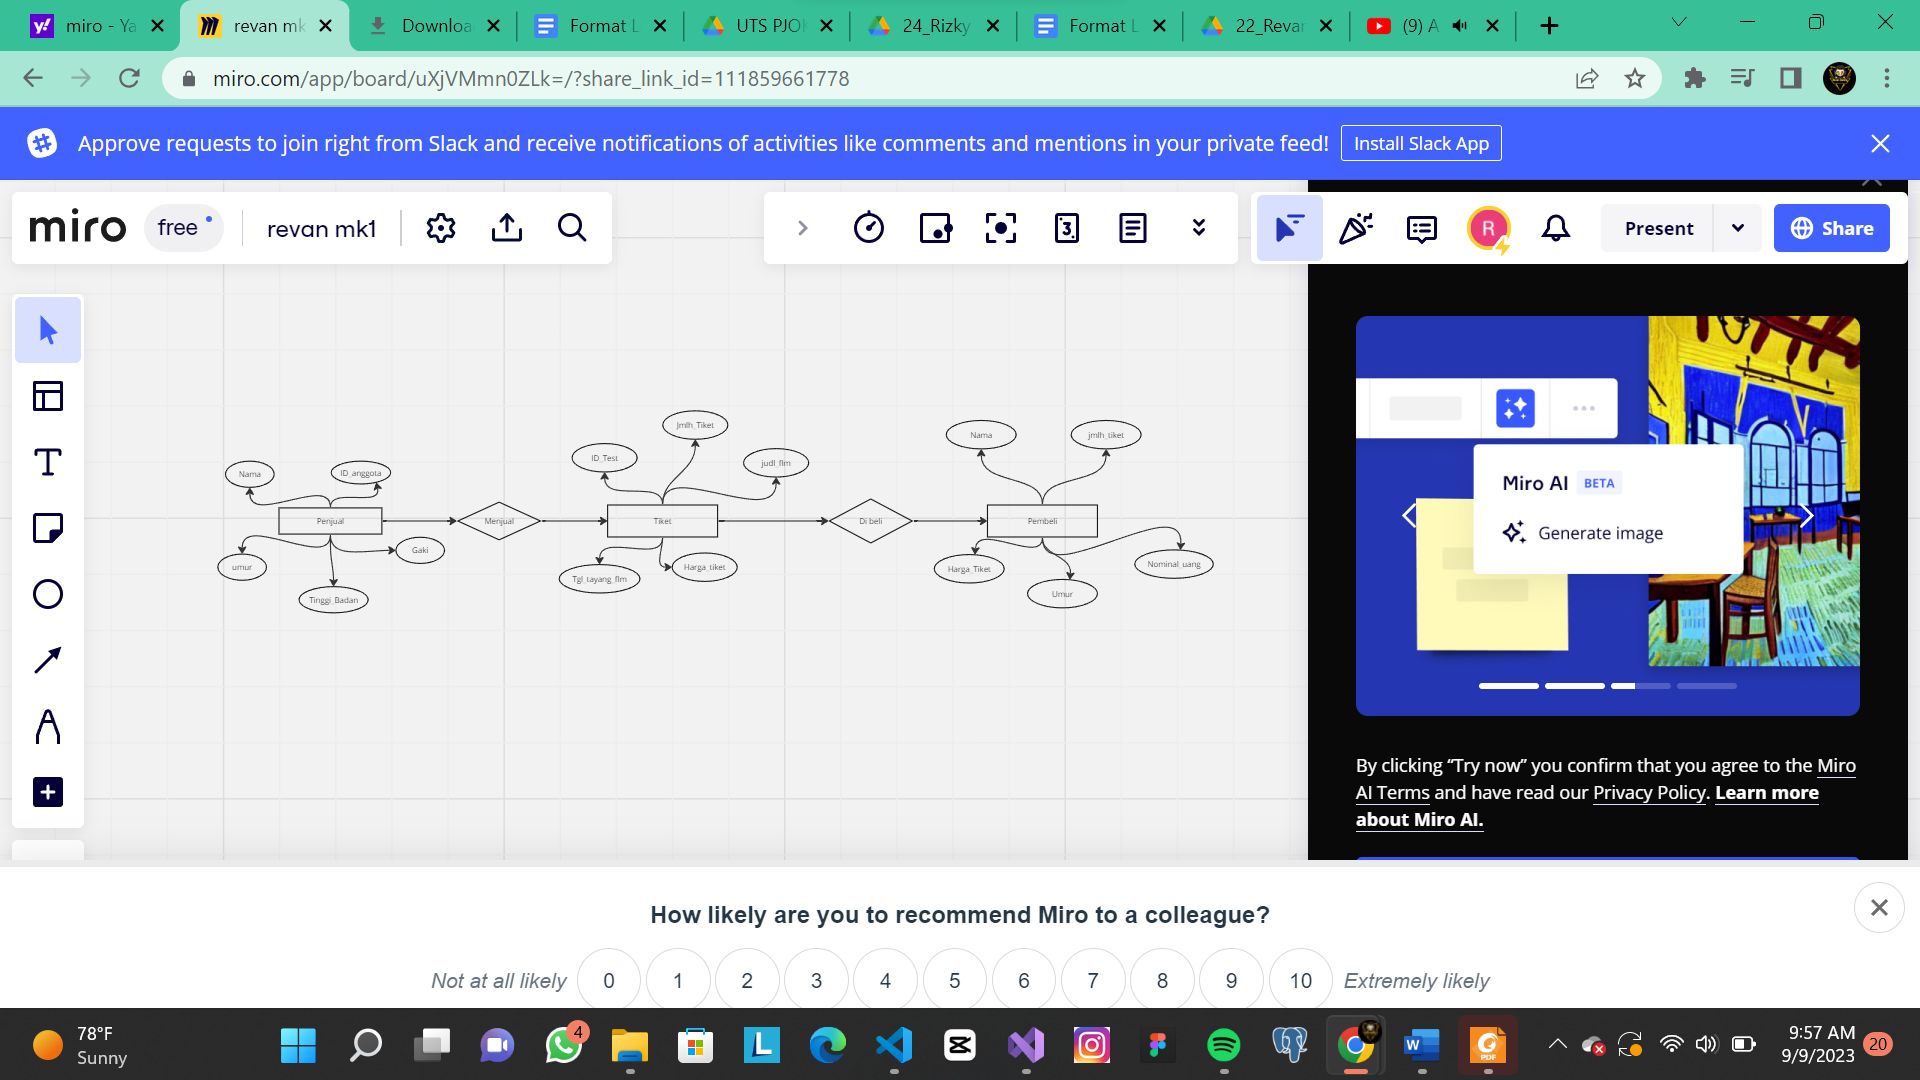 miro - Ya
revan mk
Downloa
Format L
UTS PJOK
24_Rizky
Format L
22_Revan
(9) A
miro.com/app/board/uXjVMmn0ZLk=/?share_link_id=111859661778
Approve requests to join right from Slack and receive notifications of activities like comments and mentions in your private feed!
Install Slack App
miro
free
revan mk1
3
R
Present
Share
Jmlh_Tiket
Nama
jmlh_tiket
ID_Test
judl_flm
Nama
ID_anggota
Penjual
Menjual
Tiket
Di beli
Pembeli
Gaki
umur
Harga_tiket
Nominal_uang
Tgl_tayang_flm
Harga_Tiket
Tinggi_Badan
Umur
Miro AI
BETA
Generate image
By clicking “Try now” you confirm that you agree to the Miro
AI Terms and have read our Privacy Policy. Learn more
about Miro AI.
How likely are you to recommend Miro to a colleague?
Not at all likely
0 1 2 3 4 5 6 7 8 9 10
Extremely likely
78°F
Sunny
4
L
W
PDF
9:57 AM
9/9/2023
20